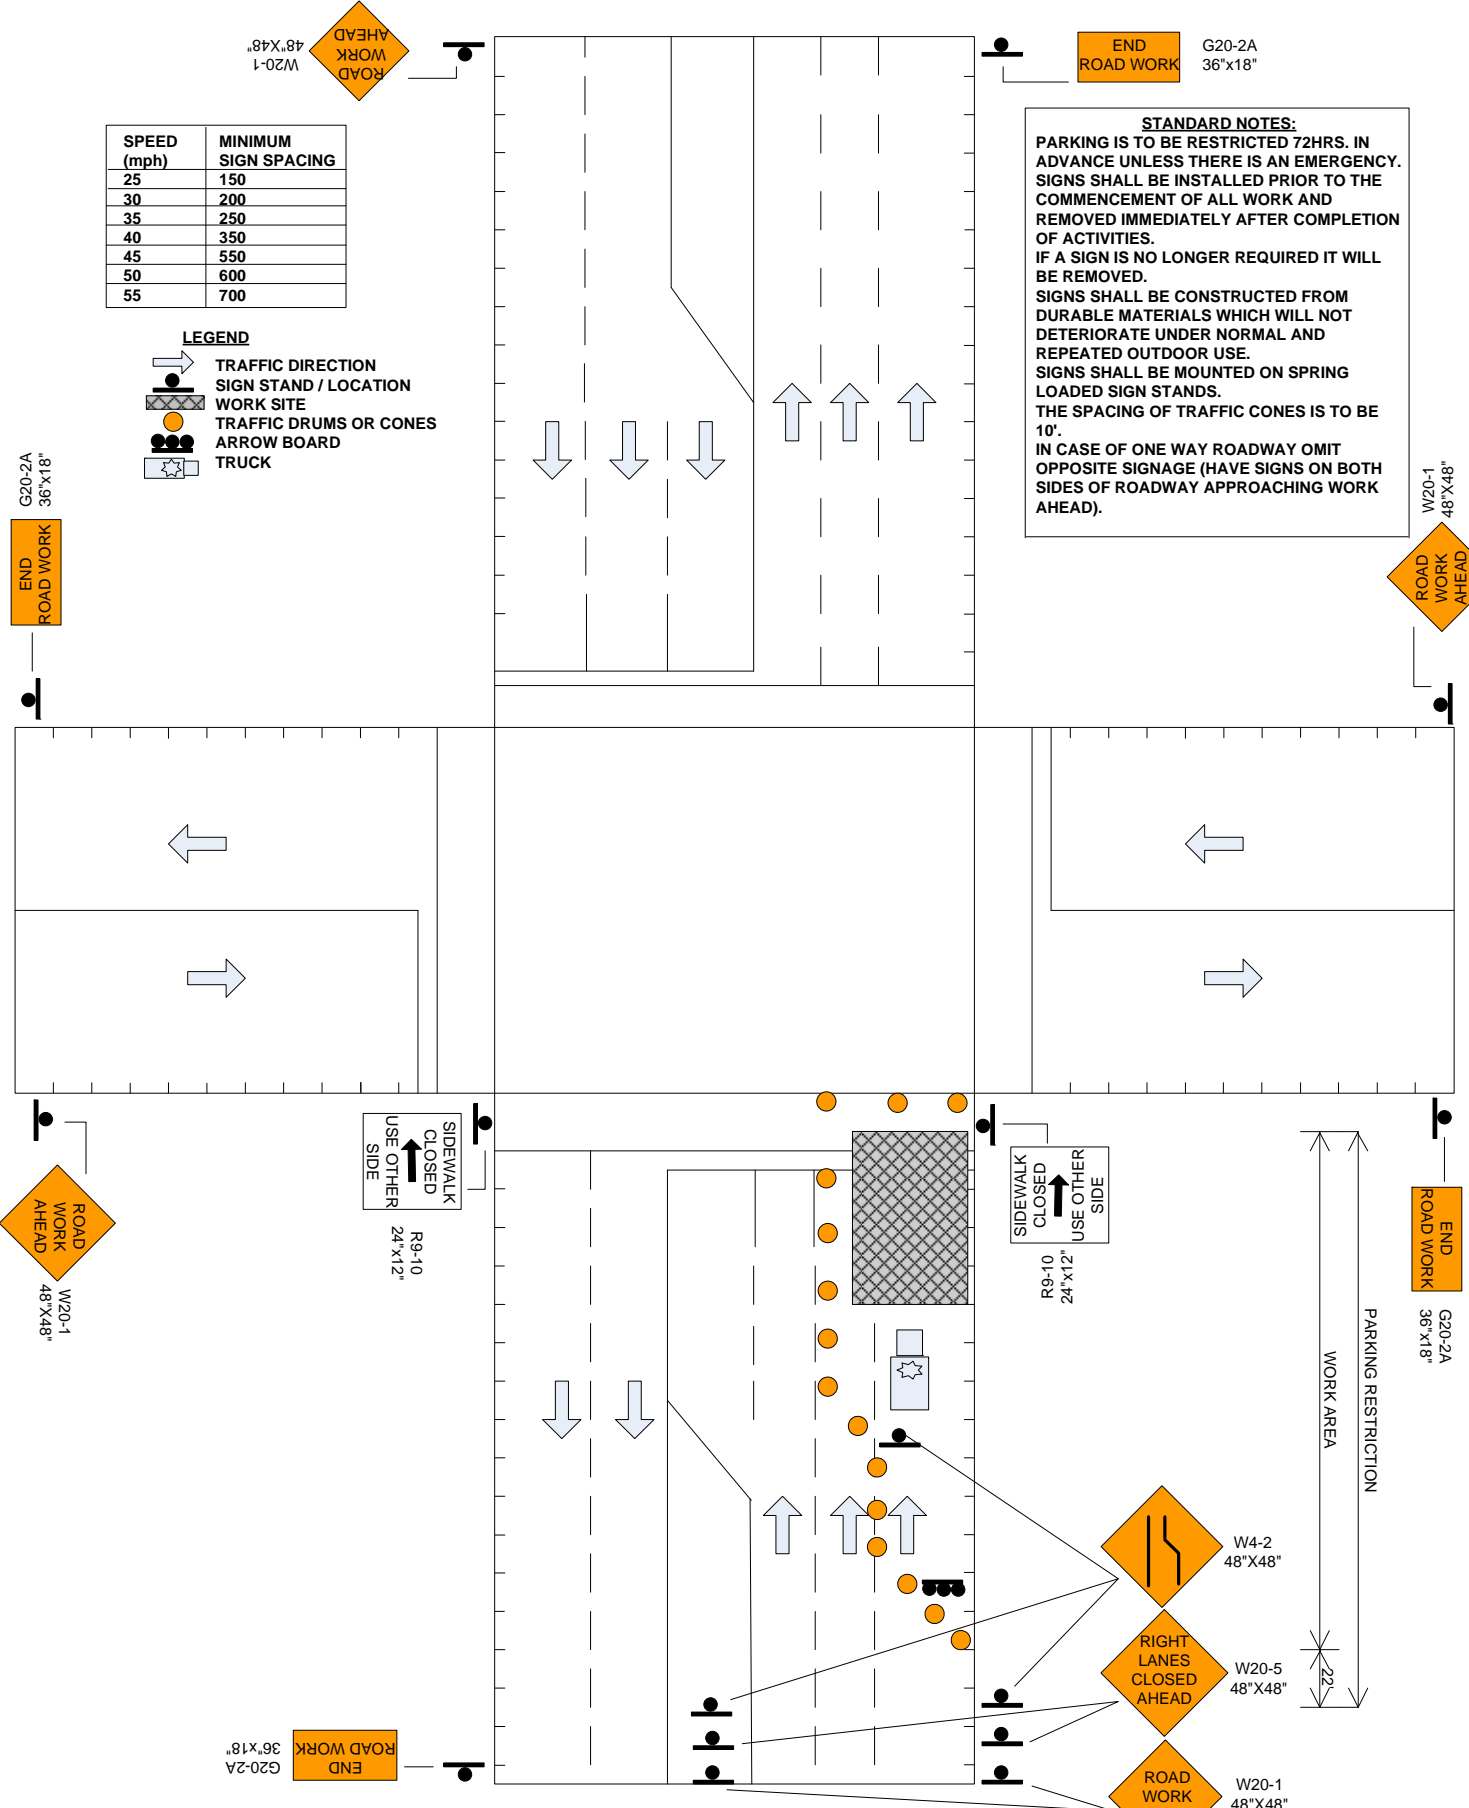 ROAD
WORK
AHEAD
W20-1
48"X48"
END
ROAD WORK
G20-2A
36"x18"
SPEED
(mph)
MINIMUM
SIGN SPACING
25 150
30 200
35 250
40 350
45 550
50 600
55 700
LEGEND
TRAFFIC DIRECTION
SIGN STAND / LOCATION
WORK SITE
TRAFFIC DRUMS OR CONES
ARROW BOARD
TRUCK
STANDARD NOTES:
PARKING IS TO BE RESTRICTED 72HRS. IN
ADVANCE UNLESS THERE IS AN EMERGENCY.
SIGNS SHALL BE INSTALLED PRIOR TO THE
COMMENCEMENT OF ALL WORK AND
REMOVED IMMEDIATELY AFTER COMPLETION
OF ACTIVITIES.
IF A SIGN IS NO LONGER REQUIRED IT WILL
BE REMOVED.
SIGNS SHALL BE CONSTRUCTED FROM
DURABLE MATERIALS WHICH WILL NOT
DETERIORATE UNDER NORMAL AND
REPEATED OUTDOOR USE.
SIGNS SHALL BE MOUNTED ON SPRING
LOADED SIGN STANDS.
THE SPACING OF TRAFFIC CONES IS TO BE
10'.
IN CASE OF ONE WAY ROADWAY OMIT
OPPOSITE SIGNAGE (HAVE SIGNS ON BOTH
SIDES OF ROADWAY APPROACHING WORK
AHEAD).
G20-2A
36"x18"
END
ROAD WORK
W20-1
48"X48"
ROAD
WORK
AHEAD
ROAD
WORK
AHEAD
W20-1
48"X48"
SIDEWALK
CLOSED
USE OTHER
SIDE
R9-10
24"x12"
SIDEWALK
CLOSED
USE OTHER
SIDE
R9-10
24"x12"
END
ROAD WORK
G20-2A
36"x18"
WORK AREA
PARKING RESTRICTION
22'
W4-2
48"X48"
RIGHT
LANES
CLOSED
AHEAD
W20-5
48"X48"
ROAD
WORK
W20-1
48"X48"
END
ROAD WORK
G20-2A
36"x18"